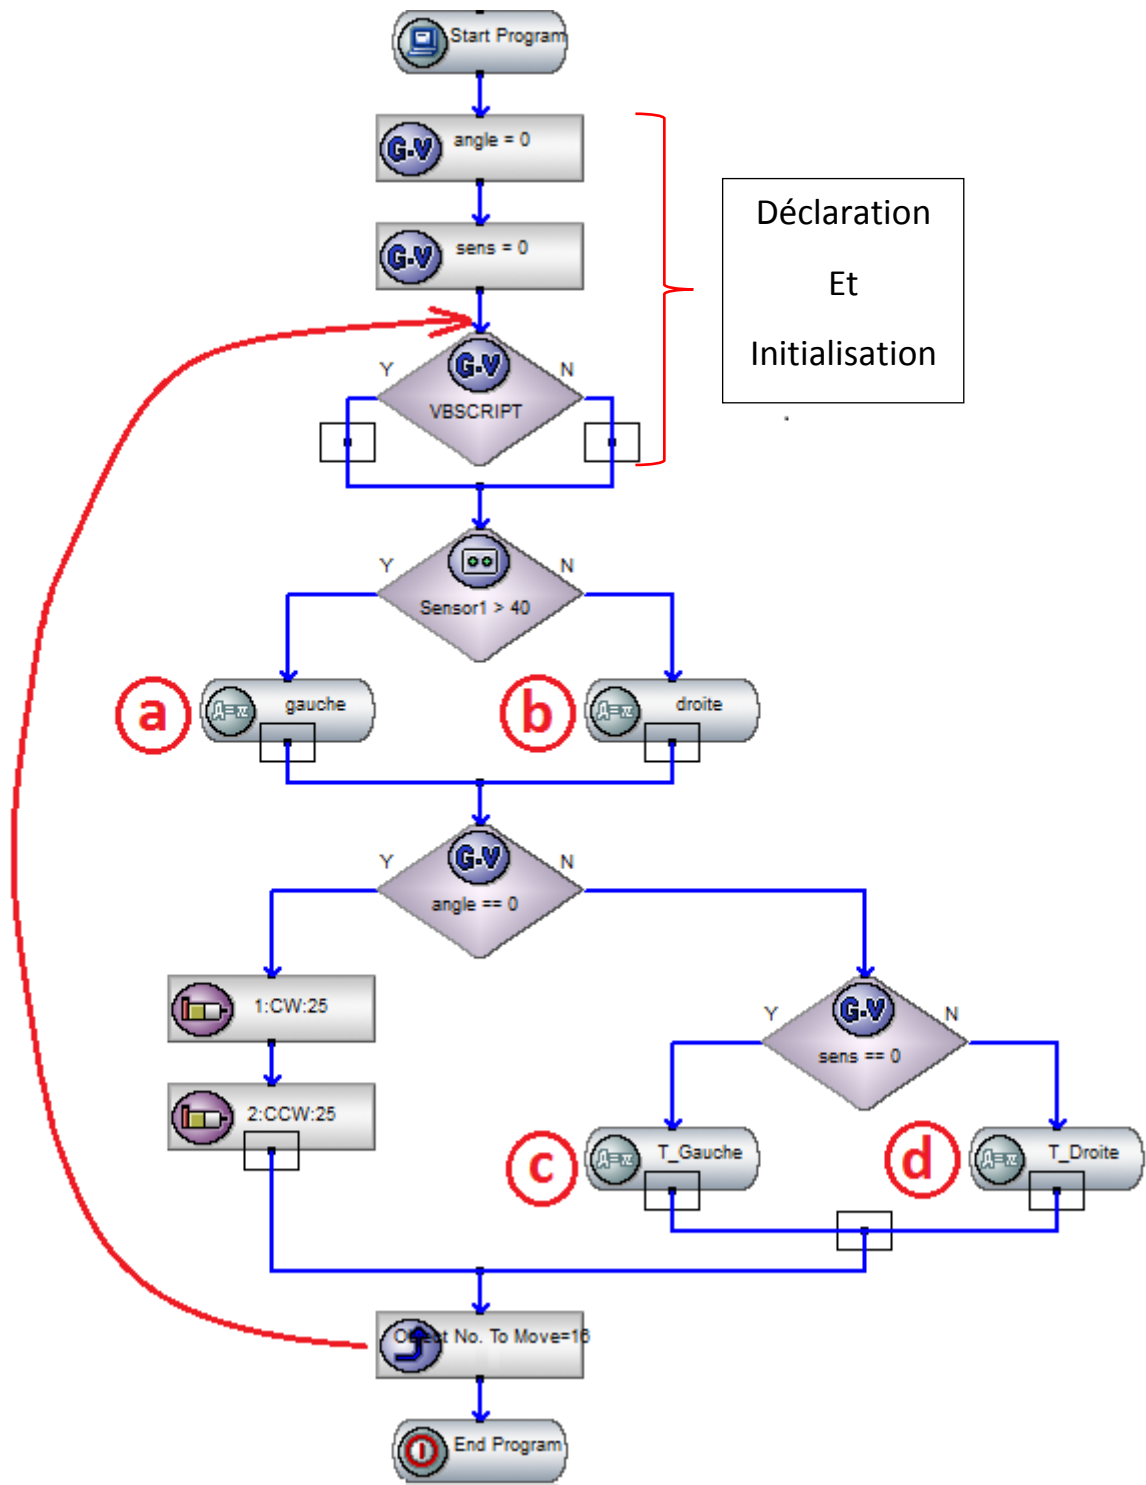 Start Program
G-V angle = 0
G-V sens = 0
Déclaration
Et
Initialisation
Y G-V N
VBSCRIPT
Y N
Sensor1 > 40
a A=π gauche
b A=π droite
Y G-V N
angle == 0
1:CW:25
2:CCW:25
Y G-V N
sens == 0
c A=π T_Gauche
d A=π T_Droite
Object No. To Move=16
End Program